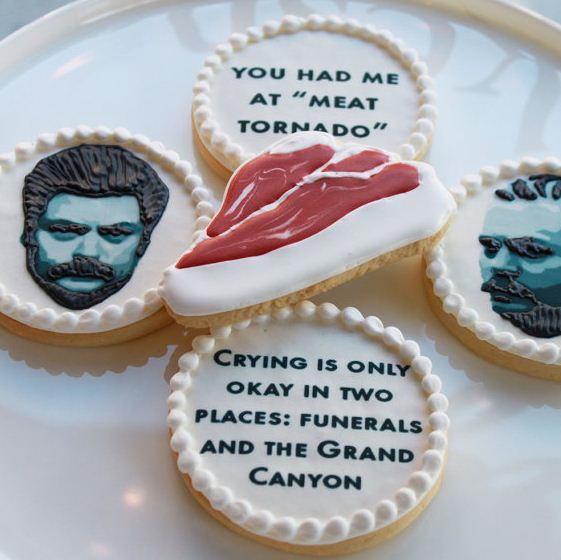 YOU HAD ME
AT “MEAT
TORNADO”
CRYING IS ONLY
OKAY IN TWO
PLACES: FUNERALS
AND THE GRAND
CANYON